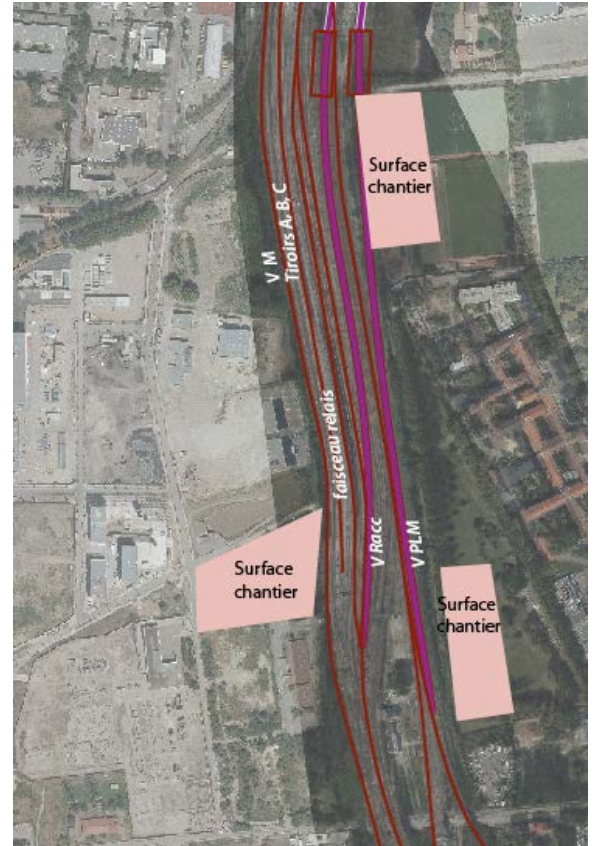 Surface
chantier
V M
Tiroirs A, B, C
faisceau relais
V Racc
V PLM
Surface
chantier
Surface
chantier